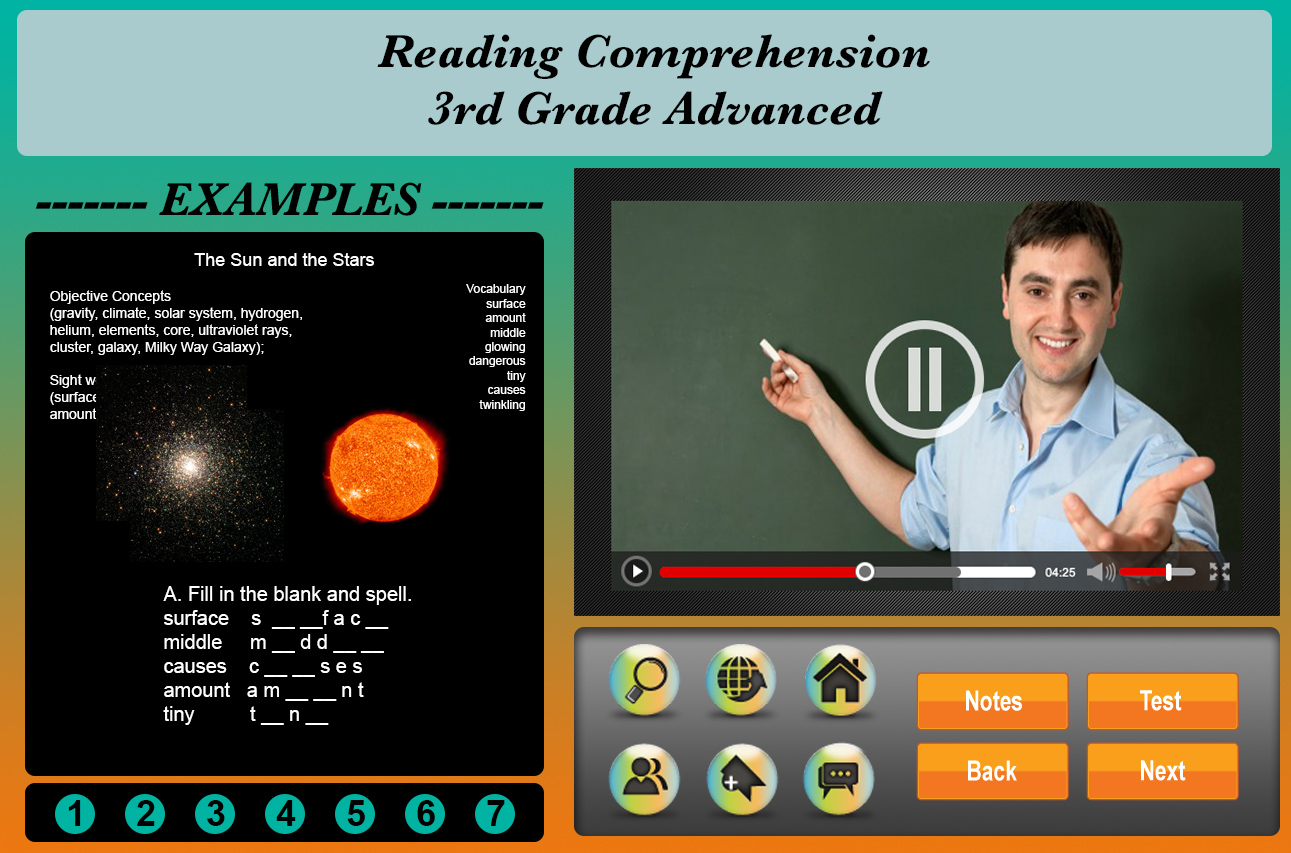 Reading Comprehension
3rd Grade Advanced
------- EXAMPLES -------
The Sun and the Stars
Objective Concepts
(gravity, climate, solar system, hydrogen,
helium, elements, core, ultraviolet rays,
cluster, galaxy, Milky Way Galaxy);
Sight
(surface
amount
Vocabulary
surface
amount
middle
glowing
dangerous
tiny
causes
twinkling
A. Fill in the blank and spell.
surface s __ __f a c __
middle m __ d d __ __
causes c __ __ s e s
amount a m __ __ n t
tiny t __ n __
1 2 3 4 5 6 7
04:25
Notes
Test
Back
Next